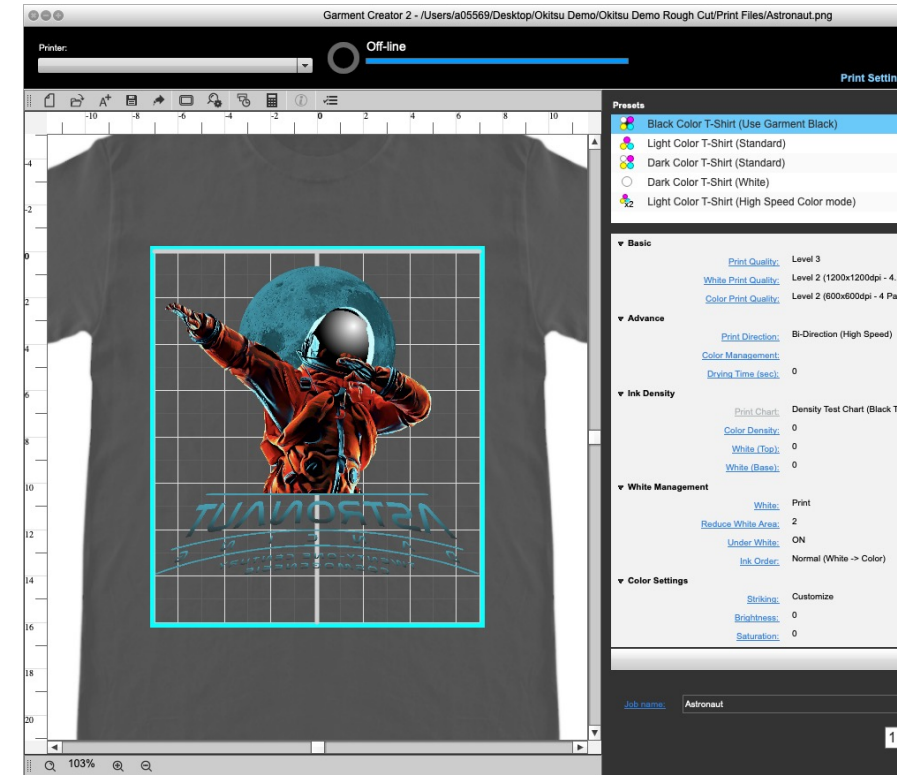 Garment Creator 2 - /Users/a05569/Desktop/Okitsu Demo/Okitsu Demo Rough Cut/Print Files/Astronaut.png
Printer:
Off-line
Print Settin
-10 -8 -6 -4 -2 0 2 4 6 8 10
-4
-2
0
2
4
6
8
10
12
14
16
18
20
ASTRONAUT
Presets
Black Color T-Shirt (Use Garment Black)
Light Color T-Shirt (Standard)
Dark Color T-Shirt (Standard)
Dark Color T-Shirt (White)
x2 Light Color T-Shirt (High Speed Color mode)
Basic
Print Quality: Level 3
White Print Quality: Level 2 (1200x1200dpi - 4.
Color Print Quality: Level 2 (600x600dpi - 4 Pa
Advance
Print Direction: Bi-Direction (High Speed)
Color Management:
Drying Time (sec): 0
Ink Density
Print Chart: Density Test Chart (Black T
Color Density: 0
White (Top): 0
White (Base): 0
White Management
White: Print
Reduce White Area: 2
Under White: ON
Ink Order: Normal (White -> Color)
Color Settings
Striking: Customize
Brightness: 0
Saturation: 0
Job name: Astronaut
1
103%